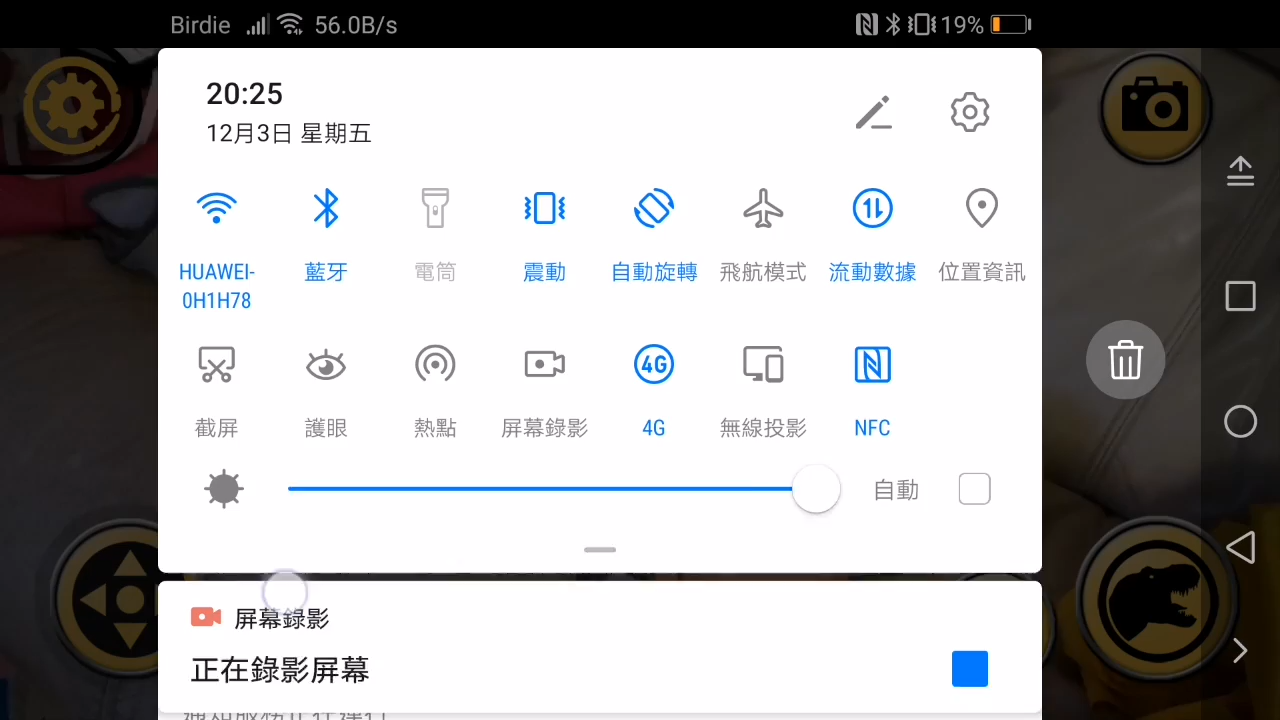 Birdie 56.0B/s 19%
20:25
12月3日 星期五
HUAWEI-0H1H78 藍牙 電筒 震動 自動旋轉 飛航模式 流動數據 位置資訊
4G
截屏 護眼 熱點 屏幕錄影 4G 無線投影 NFC
自動
屏幕錄影
正在錄影屏幕